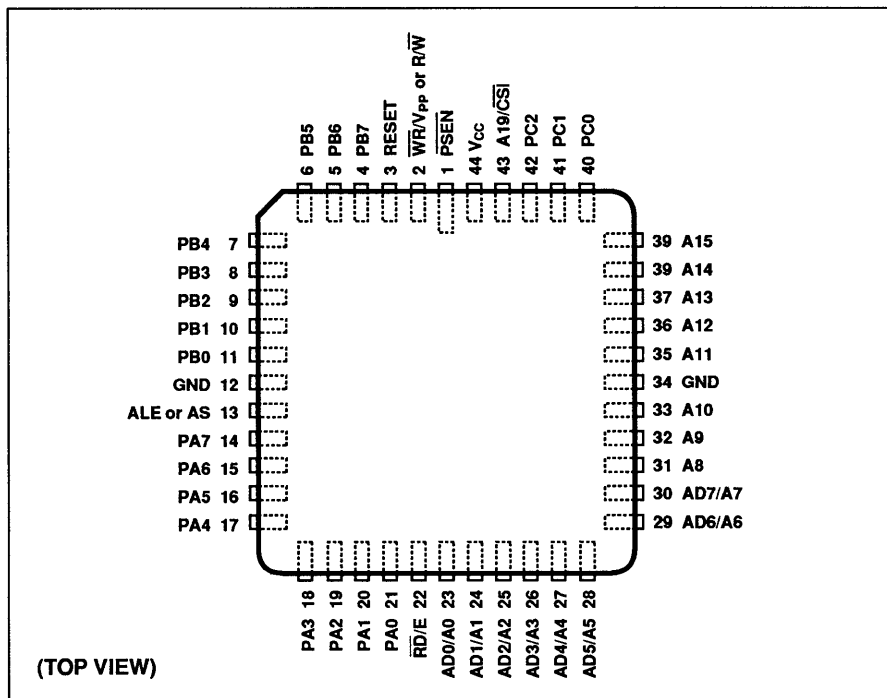 6 PB5
5 PB6
4 PB7
3 RESET
2 W̅R̅/Vpp or R/W̅
1 P̅S̅E̅N̅
44 Vcc
43 A19/C̅S̅i̅
42 PC2
41 PC1
40 PC0
PB4 7
PB3 8
PB2 9
PB1 10
PB0 11
GND 12
ALE or AS 13
PA7 14
PA6 15
PA5 16
PA4 17
39 A15
39 A14
37 A13
36 A12
35 A11
34 GND
33 A10
32 A9
31 A8
30 AD7/A7
29 AD6/A6
PA3 18
PA2 19
PA1 20
PA0 21
R̅D̅/E 22
AD0/A0 23
AD1/A1 24
AD2/A2 25
AD3/A3 26
AD4/A4 27
AD5/A5 28
(TOP VIEW)